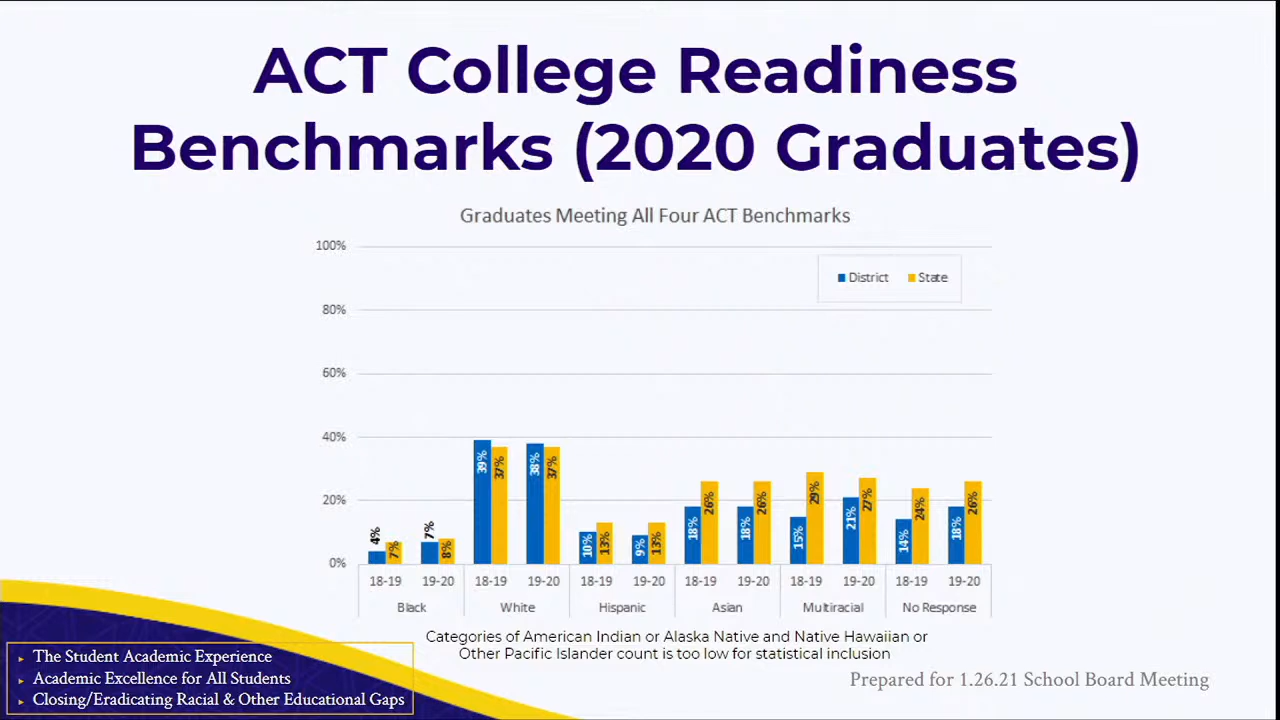 ACT College Readiness
Benchmarks (2020 Graduates)
Graduates Meeting All Four ACT Benchmarks
100%
District State
80%
60%
40%
20%
0%
4% 7% 7% 8% 39% 37% 38% 37% 10% 13% 9% 13% 18% 26% 18% 26% 15% 29% 21% 27% 14% 24% 18% 26%
18-19 19-20 18-19 19-20 18-19 19-20 18-19 19-20 18-19 19-20 18-19 19-20
Black White Hispanic Asian Multiracial No Response
Categories of American Indian or Alaska Native and Native Hawaiian or
Other Pacific Islander count is too low for statistical inclusion
The Student Academic Experience
Academic Excellence for All Students
Closing/Eradicating Racial & Other Educational Gaps
Prepared for 1.26.21 School Board Meeting